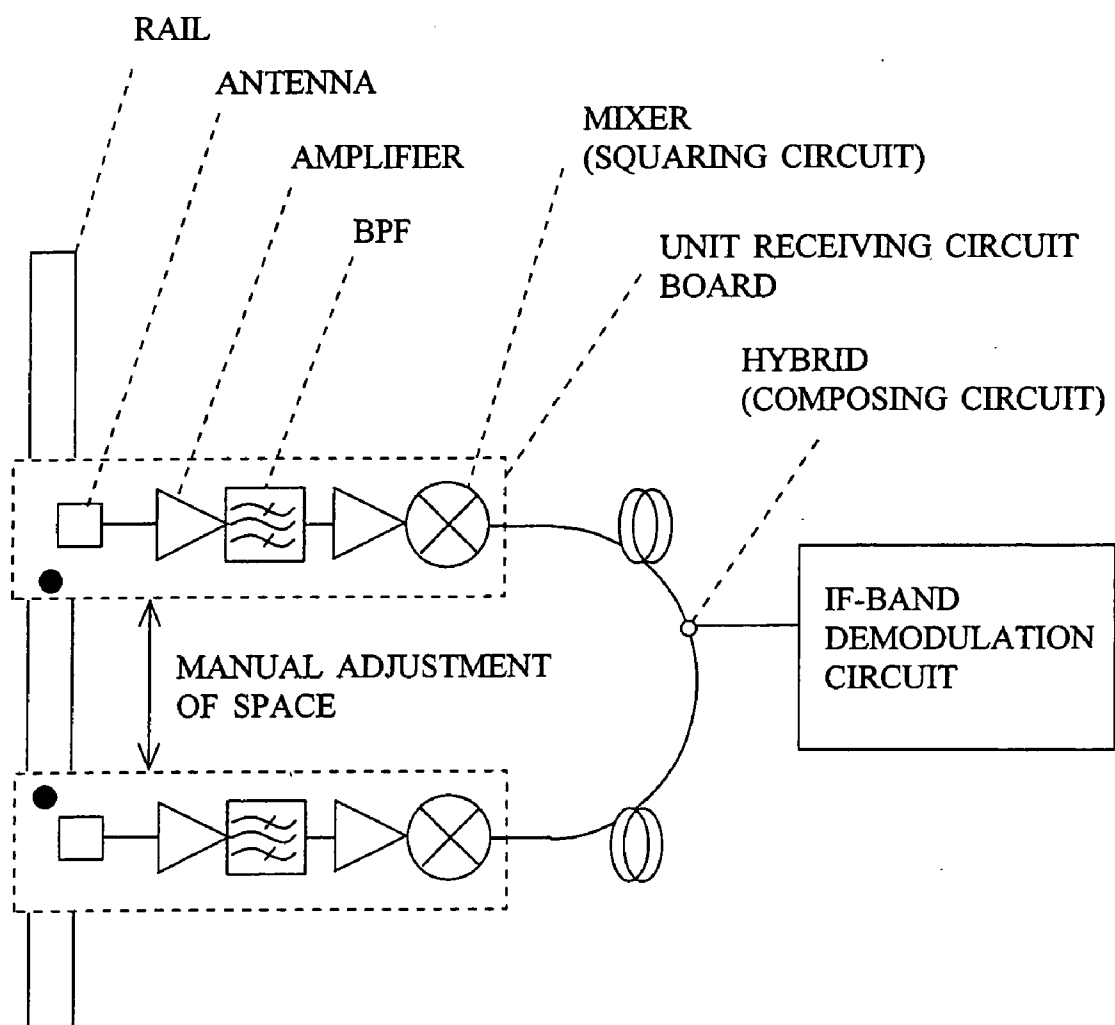 RAIL
ANTENNA
AMPLIFIER
BPF
MIXER
(SQUARING CIRCUIT)
UNIT RECEIVING CIRCUIT
BOARD
HYBRID
(COMPOSING CIRCUIT)
MANUAL ADJUSTMENT
OF SPACE
IF-BAND
DEMODULATION
CIRCUIT